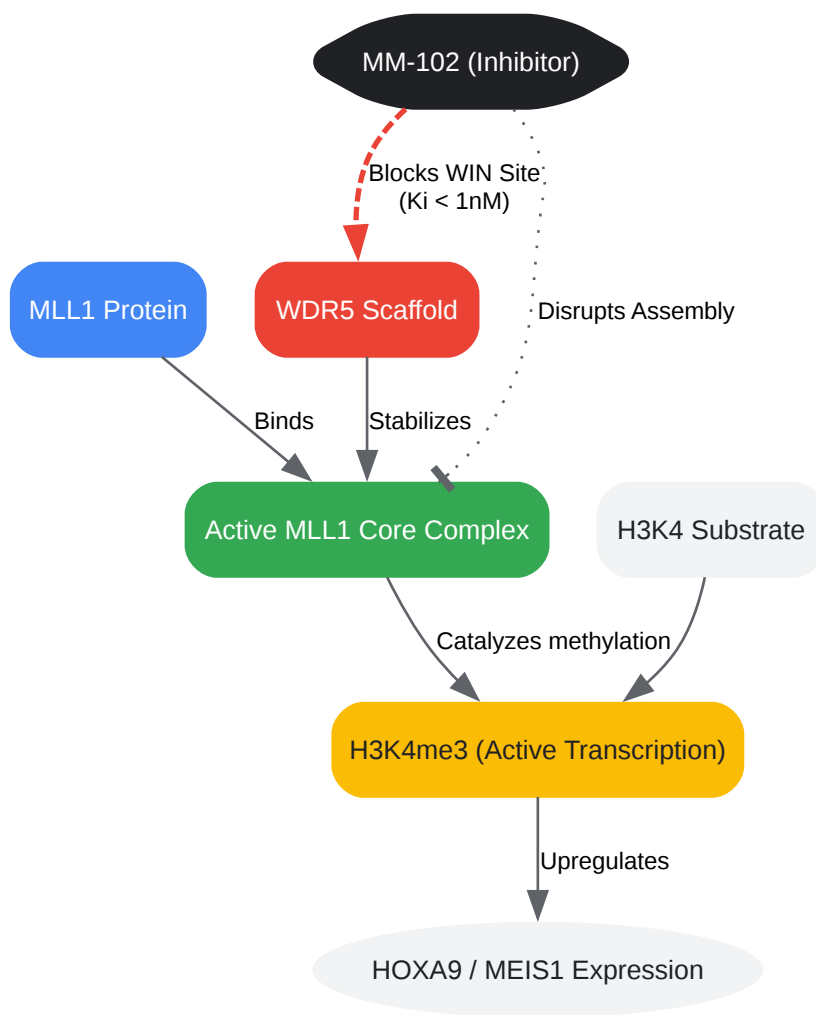 MM-102 (Inhibitor)
Blocks WIN Site
(Ki < 1nM)
MLL1 Protein
WDR5 Scaffold
Disrupts Assembly
Binds
Stabilizes
Active MLL1 Core Complex
H3K4 Substrate
Catalyzes methylation
H3K4me3 (Active Transcription)
Upregulates
HOXA9 / MEIS1 Expression